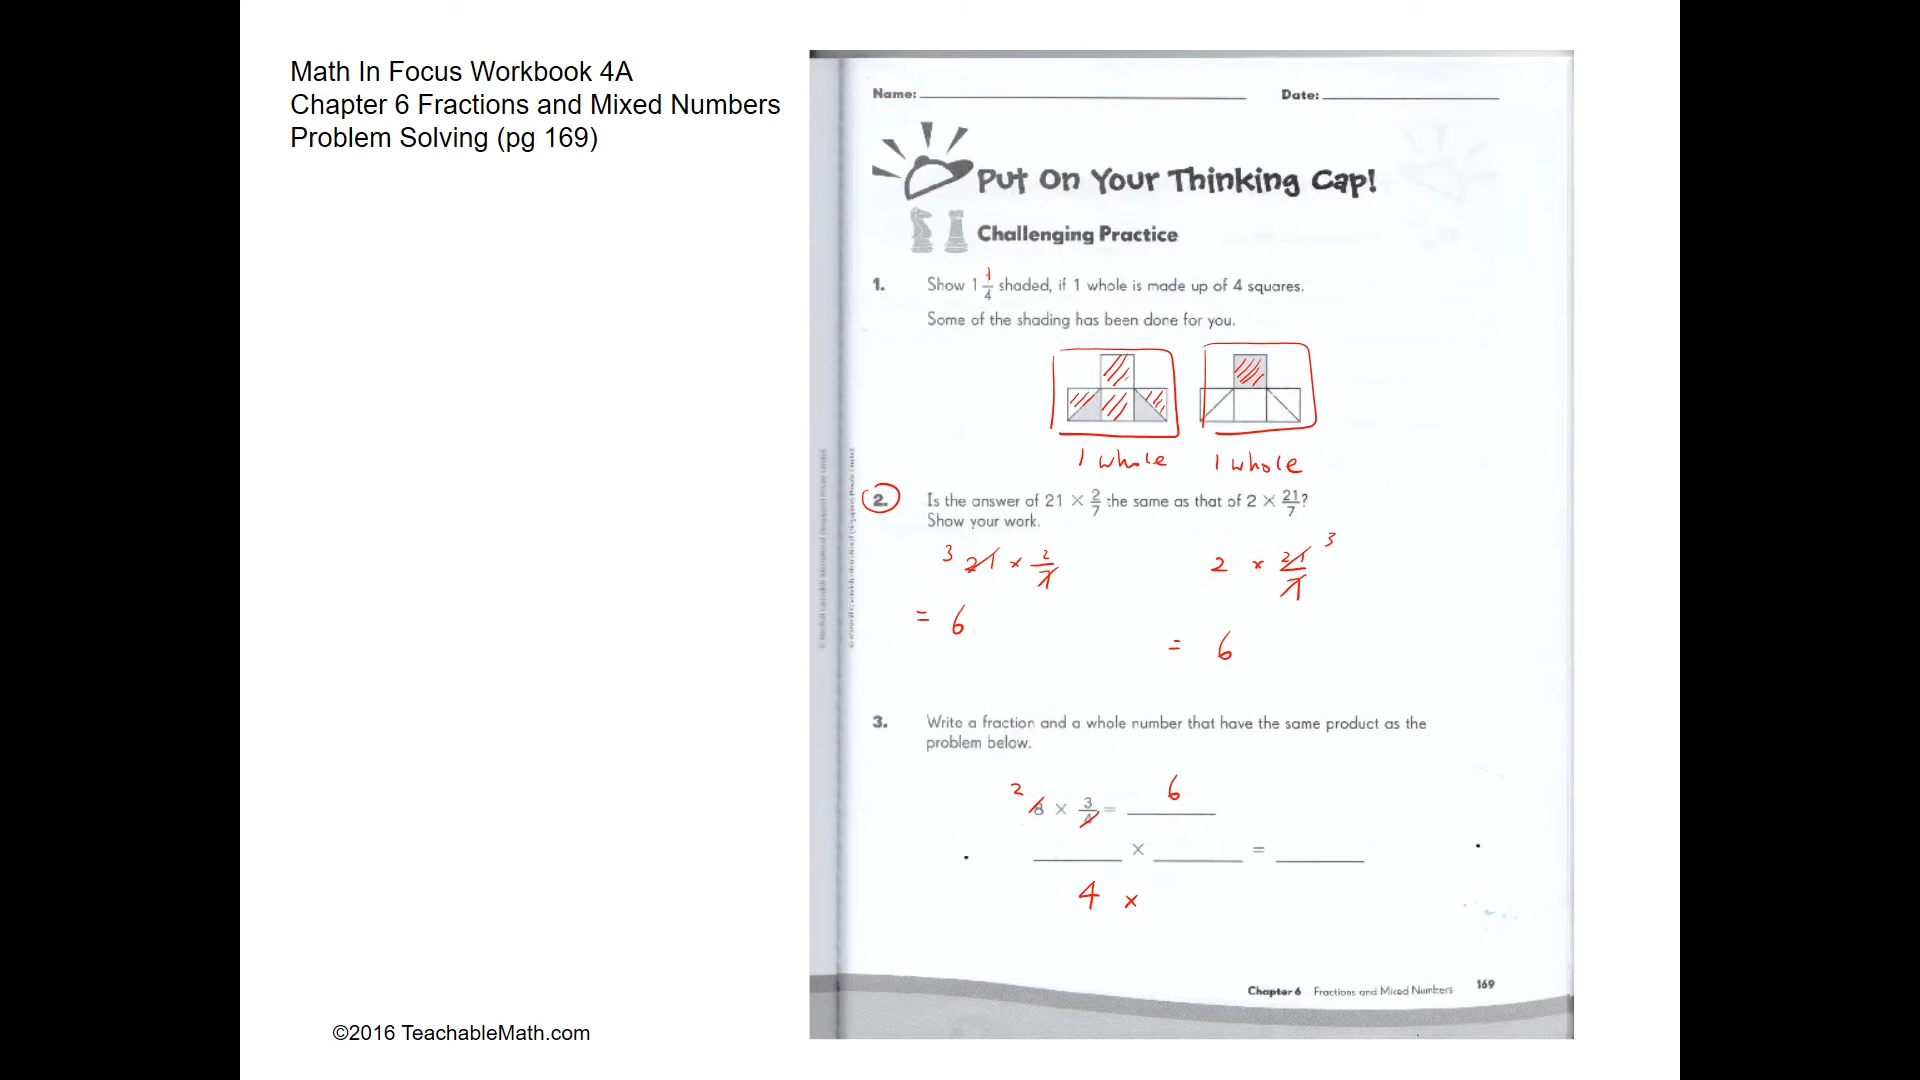 Math In Focus Workbook 4A
Chapter 6 Fractions and Mixed Numbers
Problem Solving (pg 169)
Name: Date:
Put On Your Thinking Cap!
Challenging Practice
1. Show 1 1/4 shaded, if 1 whole is made up of 4 squares.
Some of the shading has been done for you.
1 whole 1 whole
2. Is the answer of 21 × 2/7 the same as that of 2 × 21/7?
Show your work.
3 21 × 2/7 2 × 21/7 3
= 6
= 6
3. Write a fraction and a whole number that have the same product as the
problem below.
2 8 × 3/4 = 6
× =
4 ×
Chapter 6 Fractions and Mixed Numbers 169
©2016 TeachableMath.com